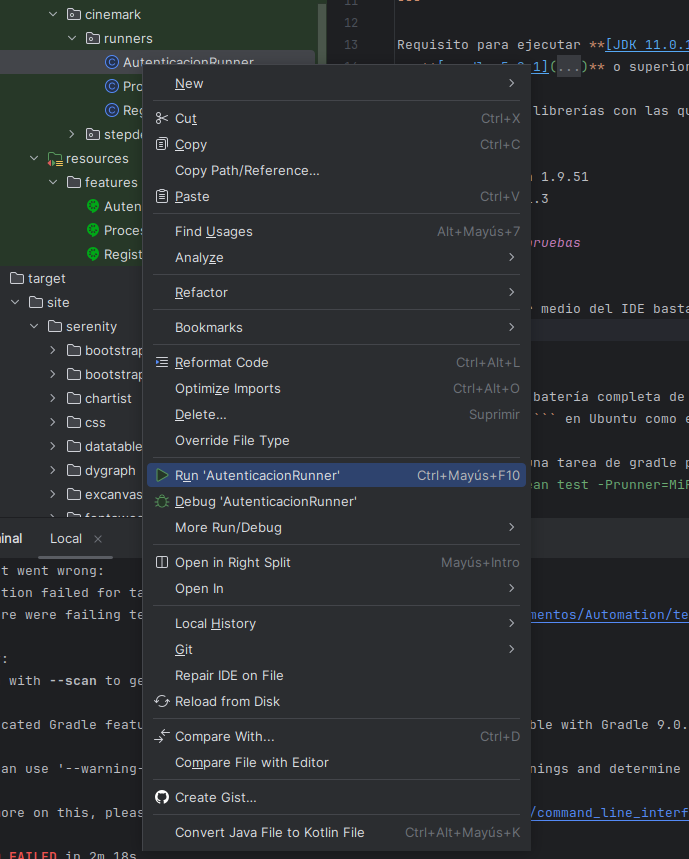 cinemark
runners
AutenticacionRunner
stepd
resources
features
Auten
Proces
Regist
target
site
serenity
bootstrap
bootstrap
chartist
css
datatable
dygraph
excanvas
11
---
12
13
Requisito para ejecutar **[JDK 11.0.1
1](...)** o superior
librerías con las qu
1.9.51
.3
pruebas
medio del IDE basta
batería completa de
``` en Ubuntu como e
una tarea de gradle p
an test -Prunner=MiR
New
Cut Ctrl+X
Copy Ctrl+C
Copy Path/Reference...
Paste Ctrl+V
Find Usages Alt+Mayús+7
Analyze
Refactor
Bookmarks
Reformat Code Ctrl+Alt+L
Optimize Imports Ctrl+Alt+O
Delete... Suprimir
Override File Type
Run 'AutenticacionRunner' Ctrl+Mayús+F10
Debug 'AutenticacionRunner'
More Run/Debug
Open in Right Split Mayús+Intro
Open In
Local History
Git
Repair IDE on File
Reload from Disk
Compare With... Ctrl+D
Compare File with Editor
Create Gist...
Convert Java File to Kotlin File Ctrl+Alt+Mayús+K
minal Local
t went wrong:
tion failed for ta
re were failing te
mentos/Automation/te
:
with --scan to ge
cated Gradle featu
ble with Gradle 9.0.
an use '--warning-
nings and determine
ore on this, pleas
/command_line_interf
FAILED in 2m 18s